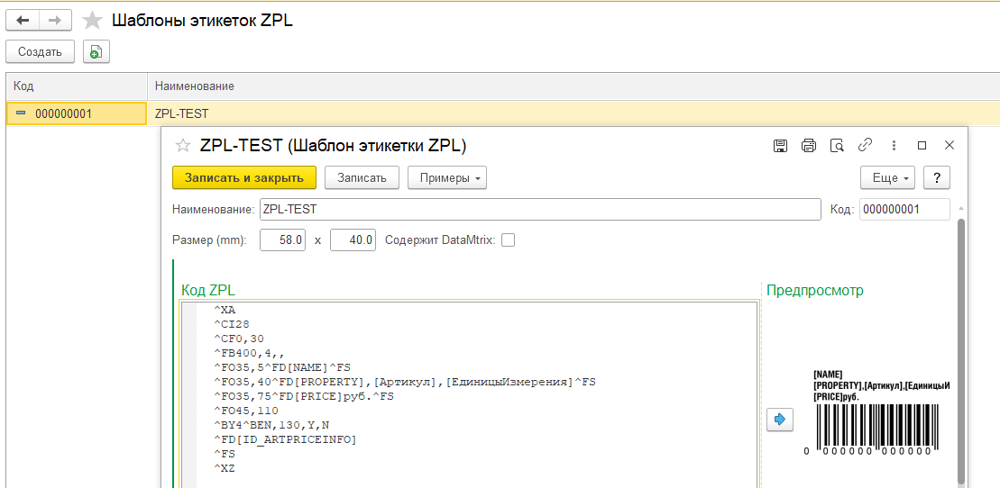 Шаблоны этикеток ZPL
Создать
Код Наименование
000000001 ZPL-TEST
ZPL-TEST (Шаблон этикетки ZPL)
Записать и закрыть Записать Примеры Еще ?
Наименование: ZPL-TEST Код: 000000001
Размер (mm): 58.0 x 40.0 Содержит DataMtrix:
Код ZPL Предпросмотр
^XA
^CI28
^CF0,30
^FB400,4,,
^FO35,5^FD[NAME]^FS
^FO35,40^FD[PROPERTY],[Артикул],[ЕдиницыИзмерения]^FS
^FO35,75^FD[PRICE]руб.^FS
^FO45,110
^BY4^BEN,130,Y,N
^FD[ID_ARTPRICEINFO]
^FS
^XZ
[NAME]
[PROPERTY],[Артикул],[ЕдиницыИ
[PRICE]руб.
0 000000 000000